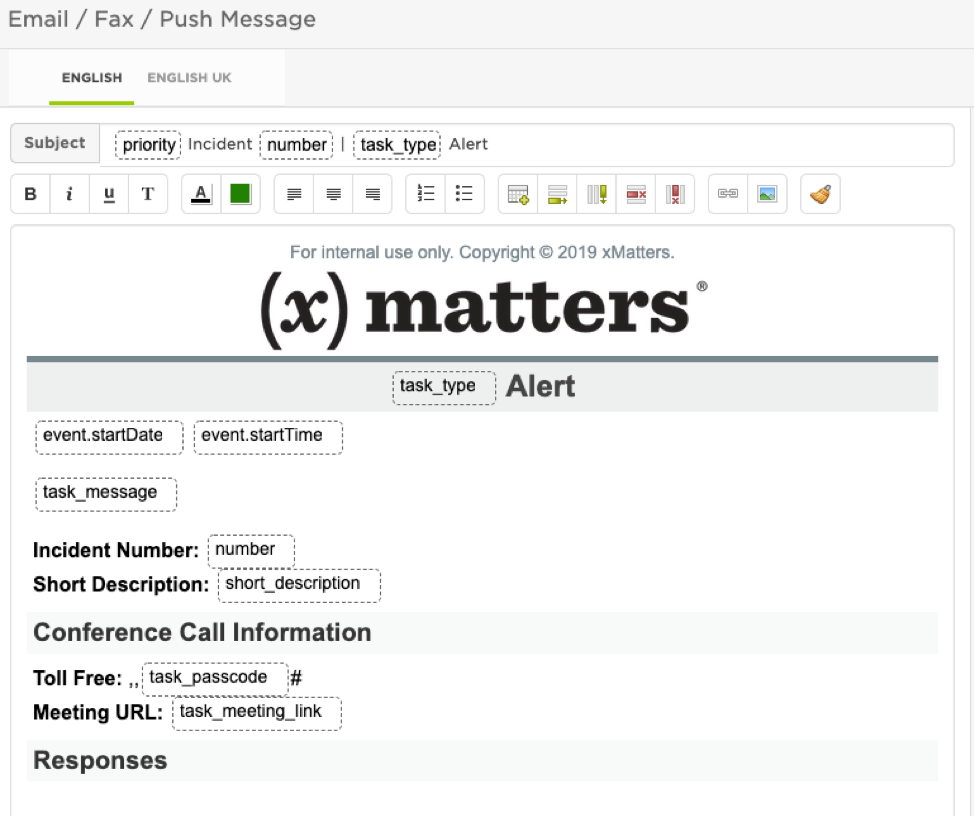 Email / Fax / Push Message
ENGLISH ENGLISH UK
Subject priority Incident number | task_type Alert
B i u T A
For internal use only. Copyright © 2019 xMatters.
(x) matters®
task_type Alert
event.startDate event.startTime
task_message
Incident Number: number
Short Description: short_description
Conference Call Information
Toll Free: ,, task_passcode #
Meeting URL: task_meeting_link
Responses